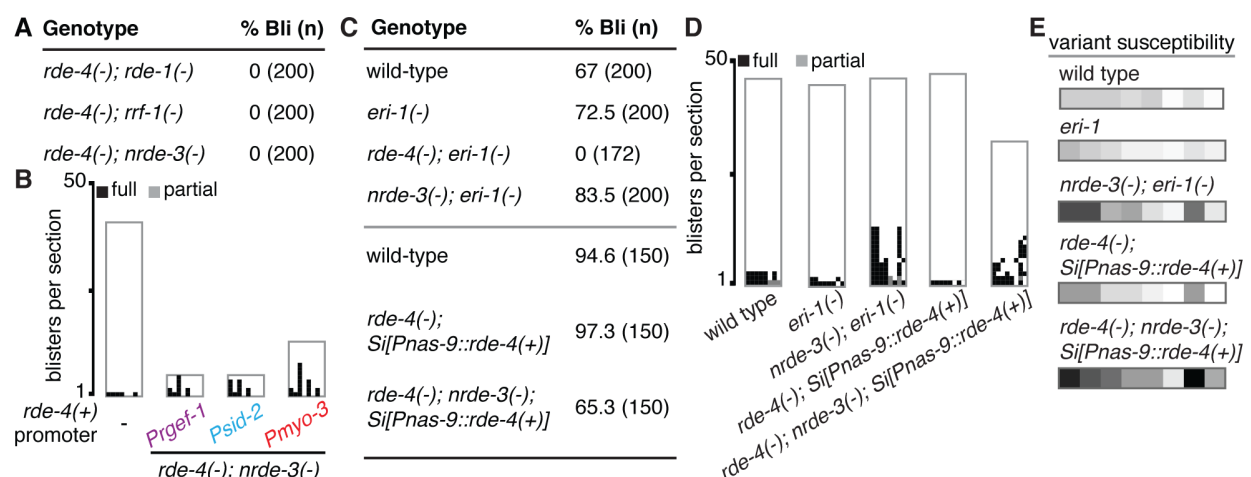 A Genotype % Bli (n)
rde-4(-); rde-1(-) 0 (200)
rde-4(-); rrf-1(-) 0 (200)
rde-4(-); nrde-3(-) 0 (200)
B
50
full partial
blisters per section
1
rde-4(+)
promoter
- Prgef-1 Psid-2 Pmyo-3
rde-4(-); nrde-3(-)
C Genotype % Bli (n)
wild-type 67 (200)
eri-1(-) 72.5 (200)
rde-4(-); eri-1(-) 0 (172)
nrde-3(-); eri-1(-) 83.5 (200)
wild-type 94.6 (150)
rde-4(-);
Si[Pnas-9::rde-4(+)] 97.3 (150)
rde-4(-); nrde-3(-);
Si[Pnas-9::rde-4(+)] 65.3 (150)
D
50
full partial
blisters per section
1
wild type
eri-1(-)
nrde-3(-); eri-1(-)
rde-4(-); Si[Pnas-9::rde-4(+)]
rde-4(-); nrde-3(-); Si[Pnas-9::rde-4(+)]
E
variant susceptibility
wild type
eri-1
nrde-3(-); eri-1(-)
rde-4(-);
Si[Pnas-9::rde-4(+)]
rde-4(-); nrde-3(-);
Si[Pnas-9::rde-4(+)]